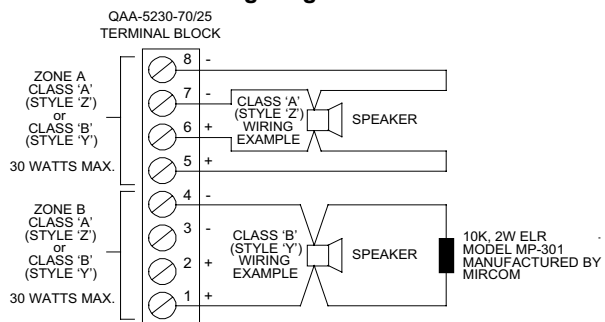 QAA-5230-70/25
TERMINAL BLOCK
ZONE A
CLASS 'A'
(STYLE 'Z')
or
CLASS 'B'
(STYLE 'Y')
30 WATTS MAX.
8 -
7 -
6 +
5 +
CLASS 'A'
(STYLE 'Z')
WIRING
EXAMPLE
SPEAKER
ZONE B
CLASS 'A'
(STYLE 'Z')
or
CLASS 'B'
(STYLE 'Y')
30 WATTS MAX.
4 -
3 -
2 +
1 +
CLASS 'B'
(STYLE 'Y')
WIRING
EXAMPLE
SPEAKER
10K, 2W ELR
MODEL MP-301
MANUFACTURED BY
MIRCOM